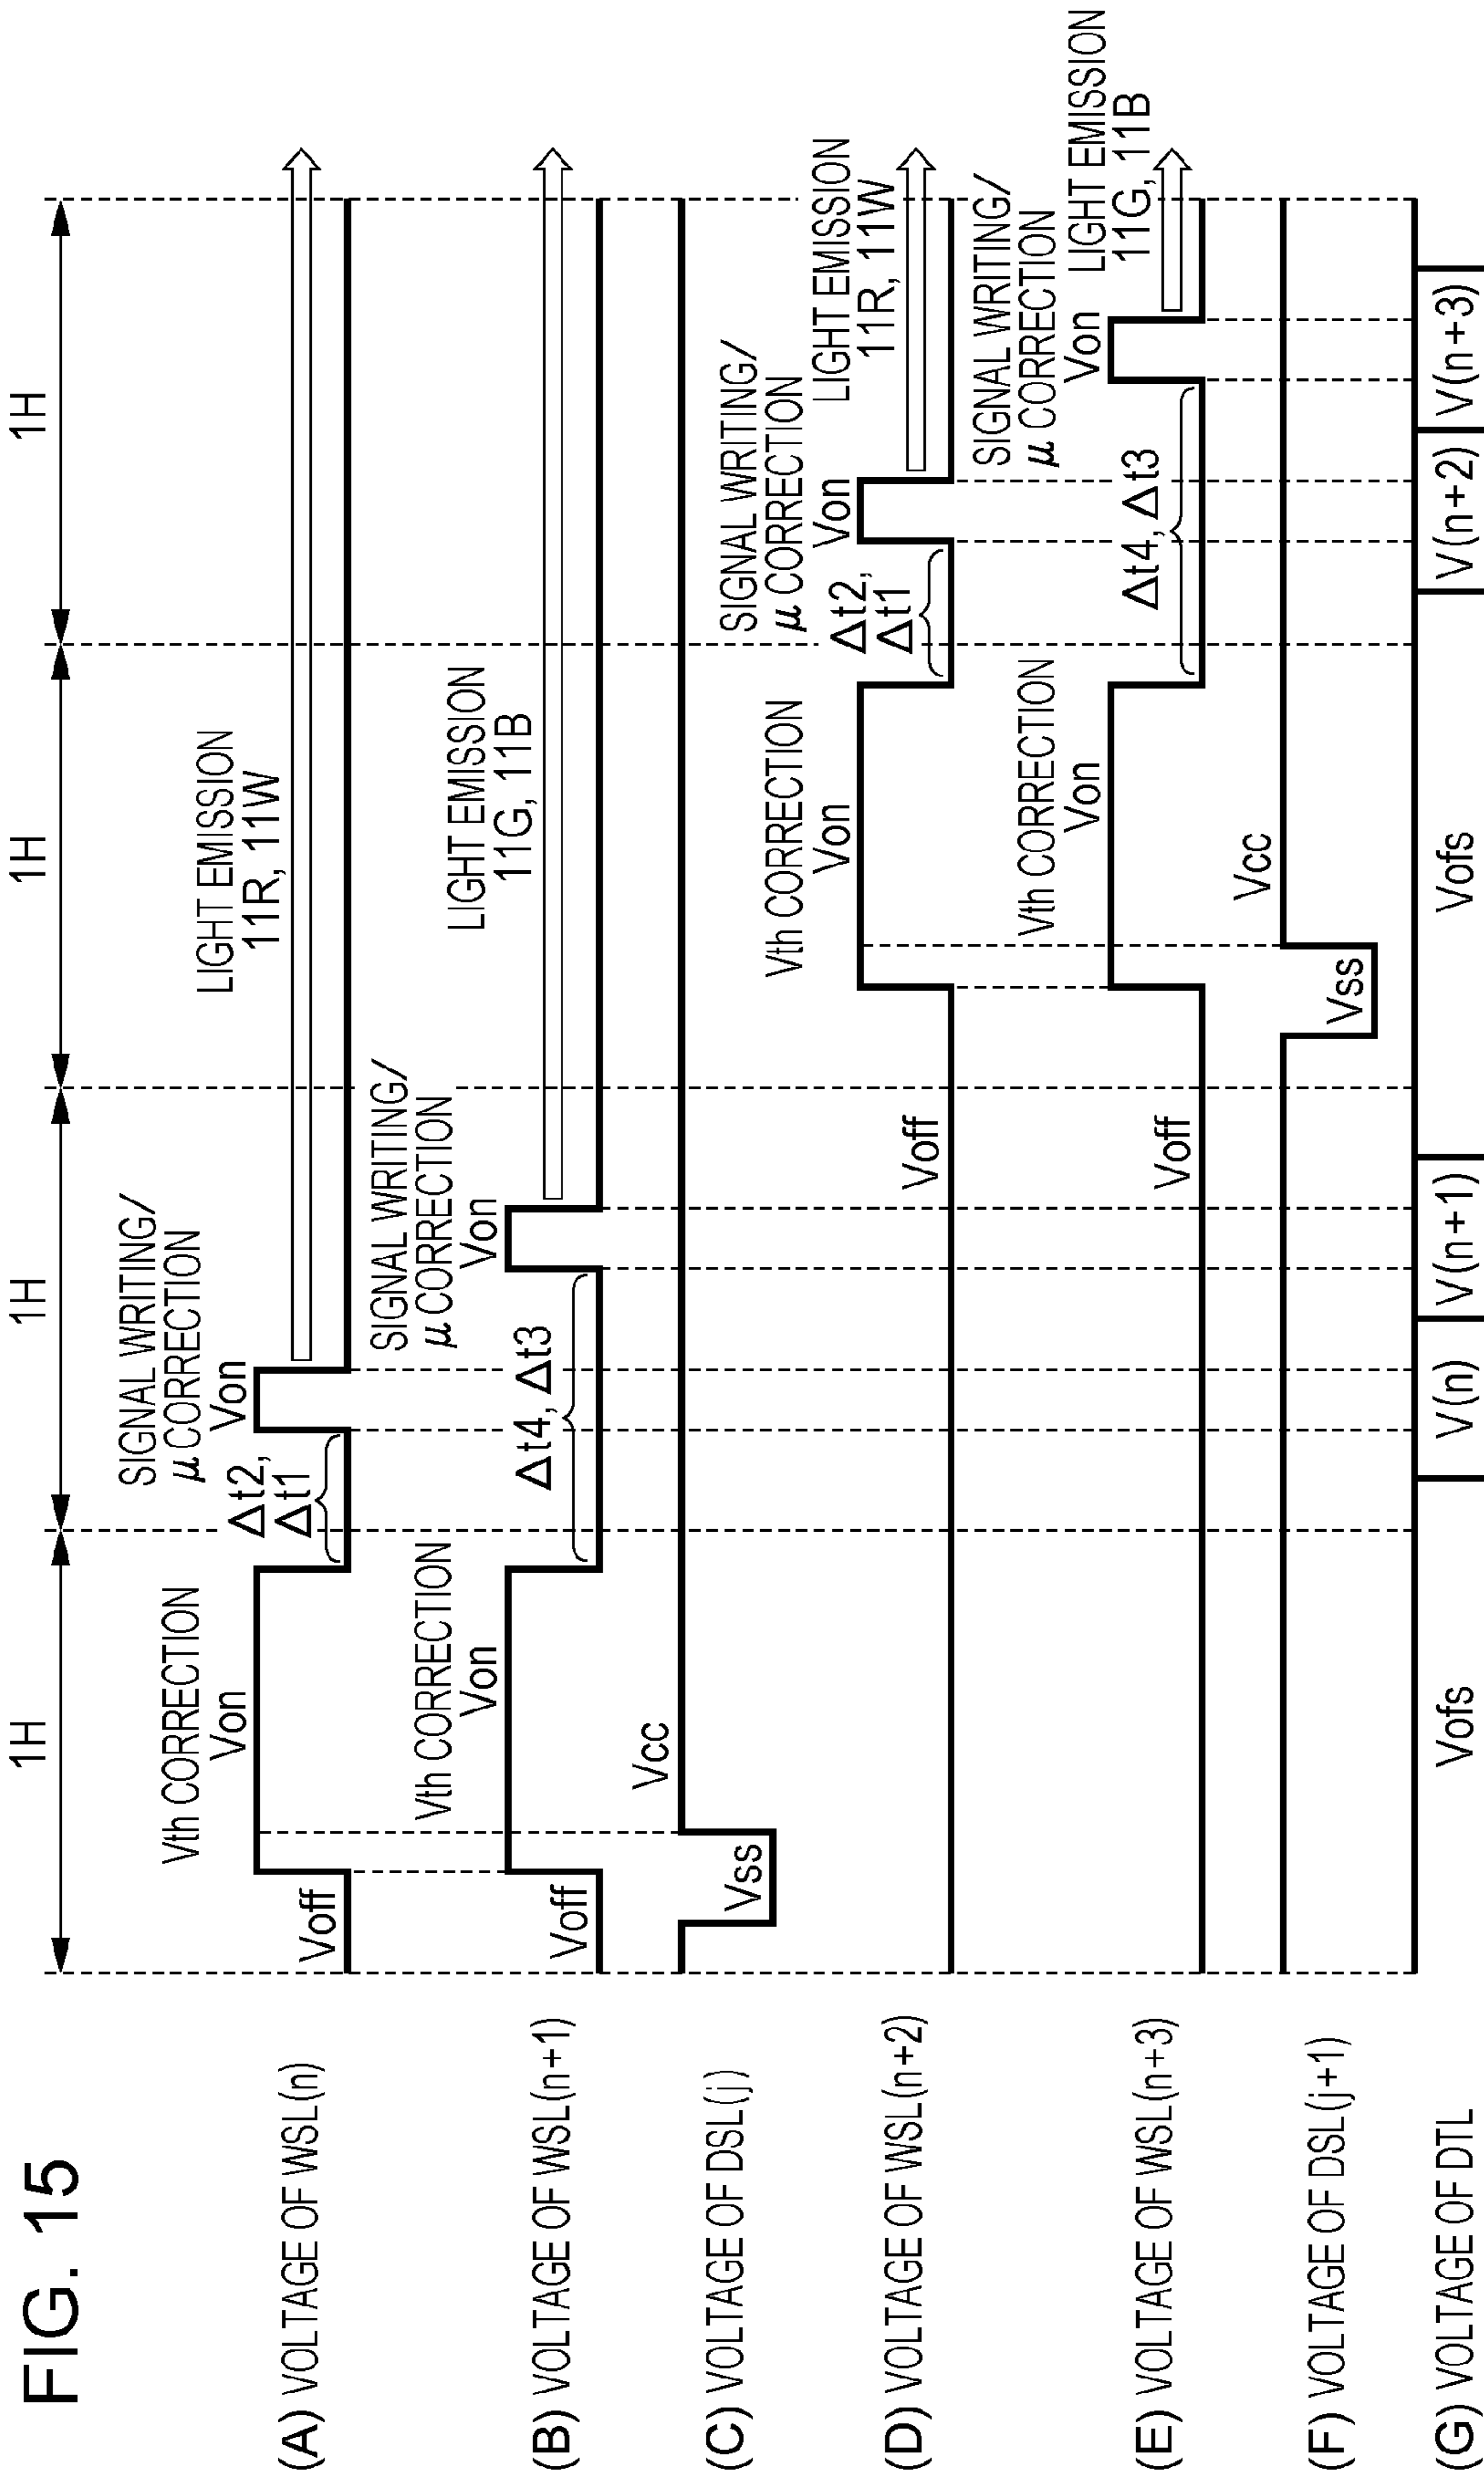 FIG. 15
1H
1H
1H
1H
(A) VOLTAGE OF WSL(n)
Voff
Vth CORRECTION
Von
Δt2,
Δt1
SIGNAL WRITING/
μ CORRECTION
Von
LIGHT EMISSION
11R, 11W
(B) VOLTAGE OF WSL(n+1)
Voff
Vth CORRECTION
Von
Δt4, Δt3
SIGNAL WRITING/
μ CORRECTION
Von
LIGHT EMISSION
11G, 11B
(C) VOLTAGE OF DSL(j)
Vss
Vcc
(D) VOLTAGE OF WSL(n+2)
Voff
Vth CORRECTION
Von
Δt2,
Δt1
SIGNAL WRITING/
μ CORRECTION
Von
LIGHT EMISSION
11R, 11W
(E) VOLTAGE OF WSL(n+3)
Voff
Vth CORRECTION
Von
Δt4, Δt3
SIGNAL WRITING/
μ CORRECTION
Von
LIGHT EMISSION
11G, 11B
(F) VOLTAGE OF DSL(j+1)
Vss
Vcc
(G) VOLTAGE OF DTL
Vofs
V(n)
V(n+1)
Vofs
V(n+2)
V(n+3)